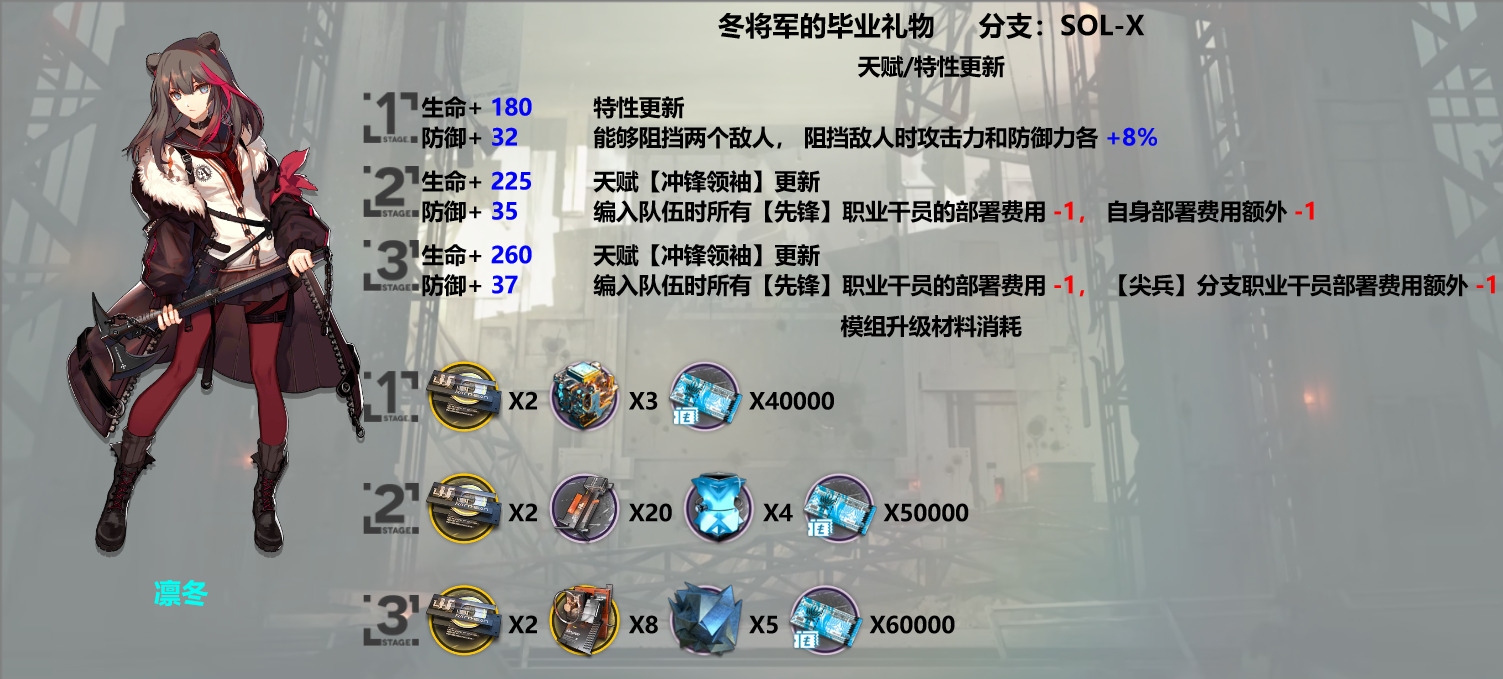 冬将军的毕业礼物 分支：SOL-X
天赋/特性更新
1 STAGE. 生命+ 180 特性更新
防御+ 32 能够阻挡两个敌人， 阻挡敌人时攻击力和防御力各 +8%
2 STAGE. 生命+ 225 天赋【冲锋领袖】更新
防御+ 35 编入队伍时所有【先锋】职业干员的部署费用 -1， 自身部署费用额外 -1
3 STAGE. 生命+ 260 天赋【冲锋领袖】更新
防御+ 37 编入队伍时所有【先锋】职业干员的部署费用 -1， 【尖兵】分支职业干员部署费用额外 -1
模组升级材料消耗
1 STAGE. X2 X3 X40000
2 STAGE. X2 X20 X4 X50000
凛冬
3 STAGE. X2 X8 X5 X60000